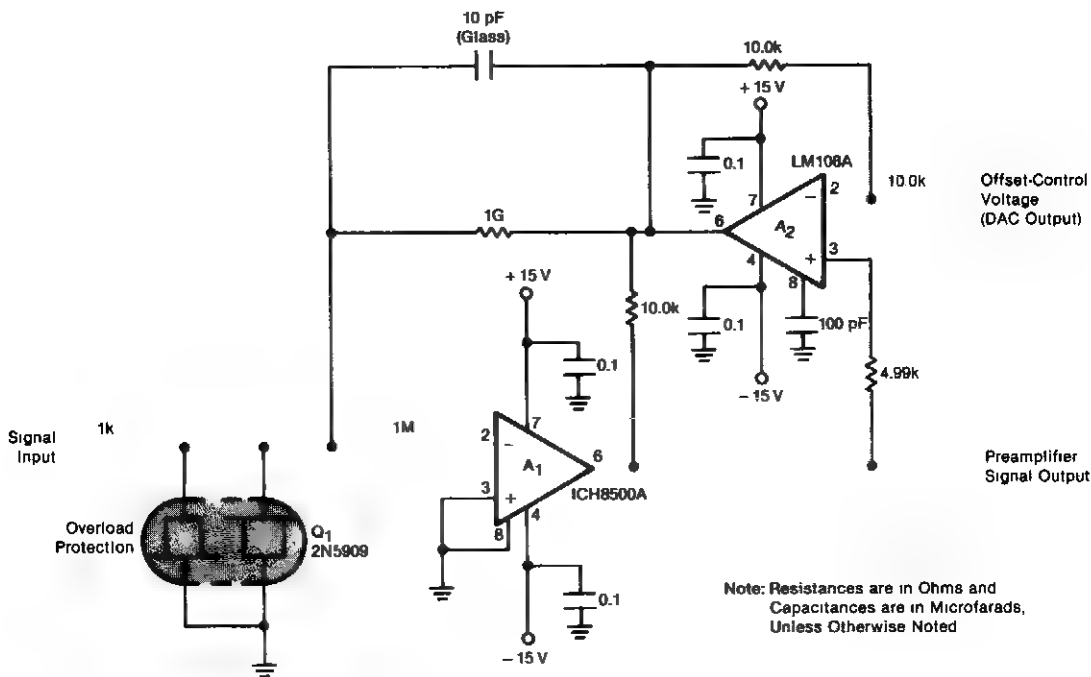 10 pF
(Glass)
10.0k
+ 15 V
0.1
LM108A
10.0k
Offset-Control
Voltage
(DAC Output)
2
−
7
1G
6
A2
3
+
4
8
+ 15 V
10.0k
0.1
100 pF
0.1
4.99k
− 15 V
Signal
Input
1k
1M
7
2
−
6
A1
3
+
ICH8500A
4
8
Preamplifier
Signal Output
Overload
Protection
Q1
2N5909
0.1
− 15 V
Note: Resistances are in Ohms and
Capacitances are in Microfarads,
Unless Otherwise Noted